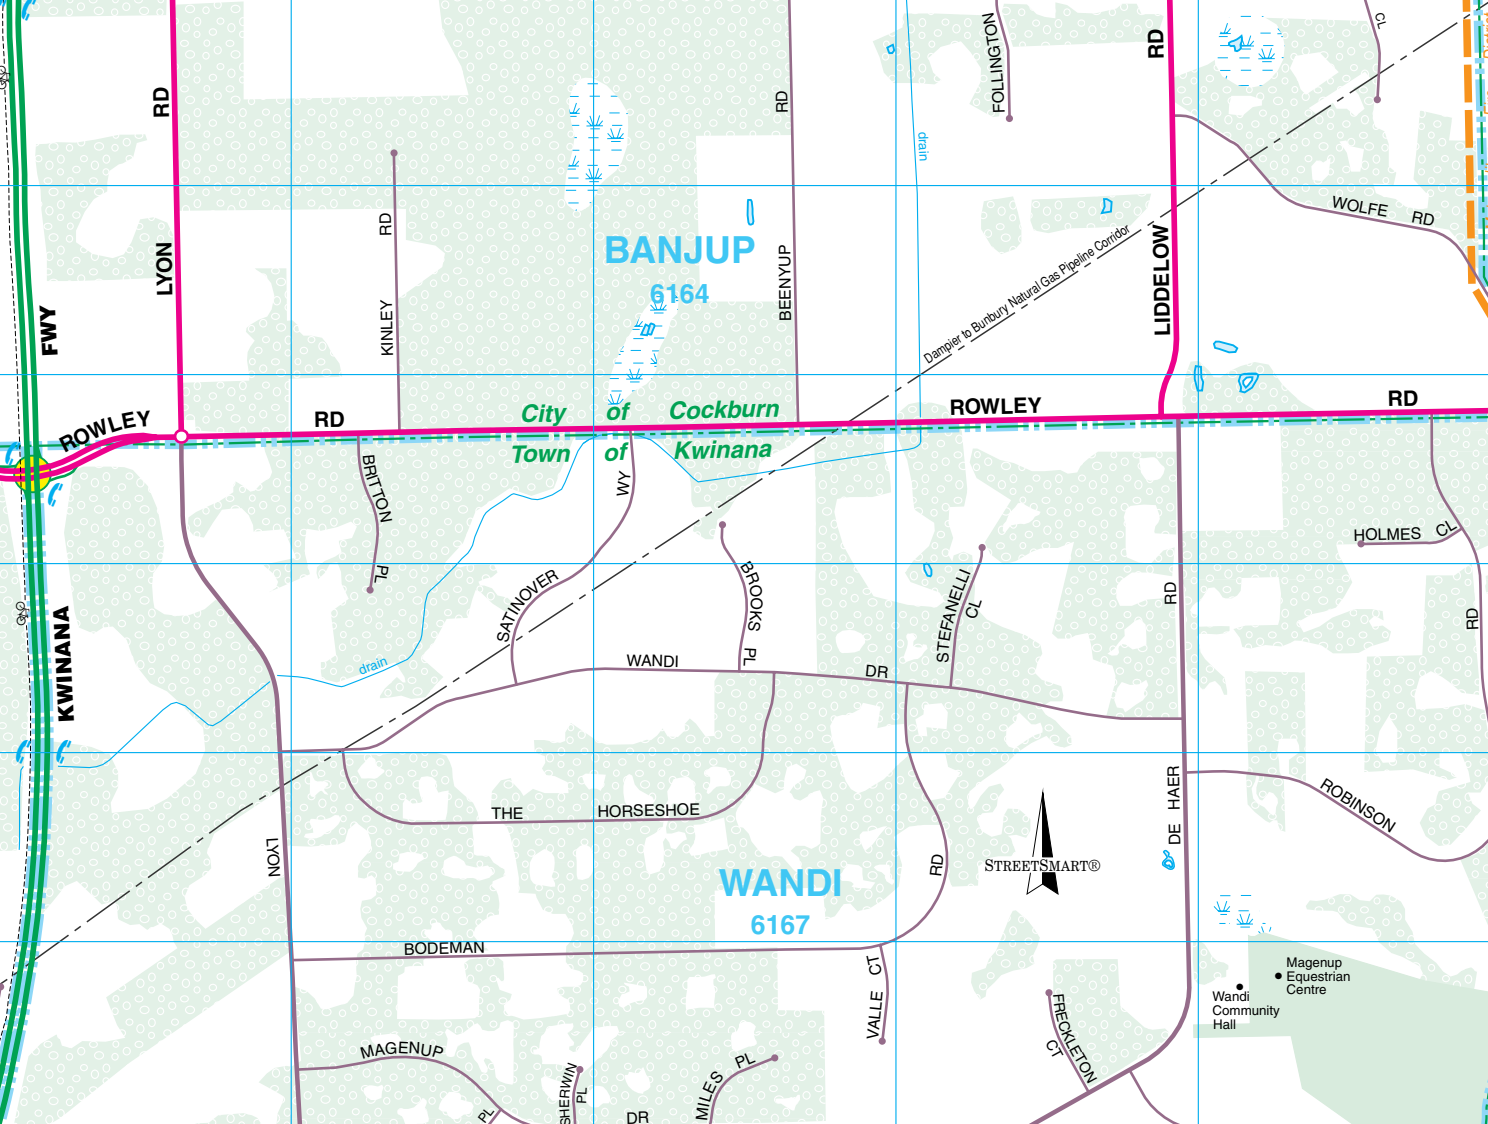 FOLLINGTON
CL
RD
RD
RD
drain
WOLFE RD
RD
LYON
BANJUP
6164
KINLEY
BEENYUP
Dampier to Bunbury Natural Gas Pipeline Corridor
LIDDELOW
FWY
ROWLEY
RD
City of Cockburn
ROWLEY
RD
Town of Kwinana
BRITTON
PL
WY
SATINOVER
BROOKS
PL
STEFANELLI
CL
RD
HOLMES CL
RD
KWINANA
drain
WANDI
DR
THE HORSESHOE
DE HAER
ROBINSON
LYON
RD
STREETSMART®
WANDI
6167
BODEMAN
VALLE CT
Magenup
Equestrian
Centre
Wandi
Community
Hall
FRECKLETON
CT
MAGENUP
PL
SHERWIN
PL
DR
MILES PL